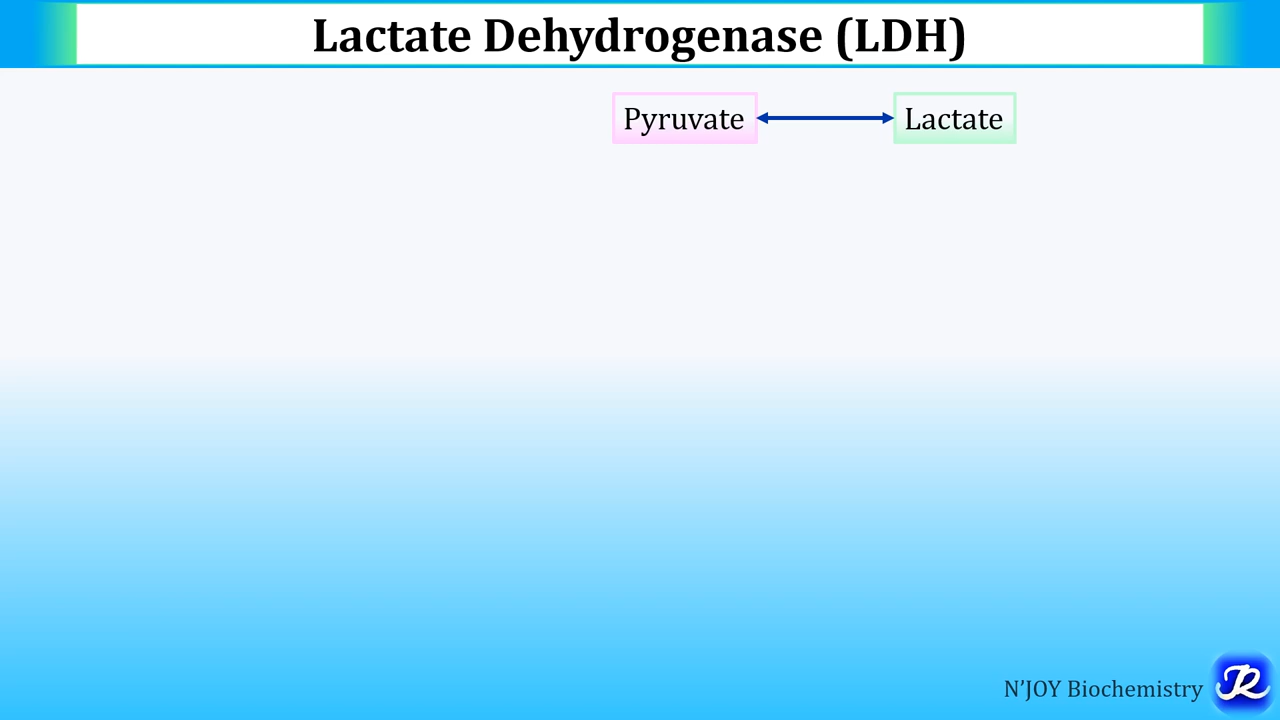 Lactate Dehydrogenase (LDH)
Pyruvate Lactate
N’JOY Biochemistry